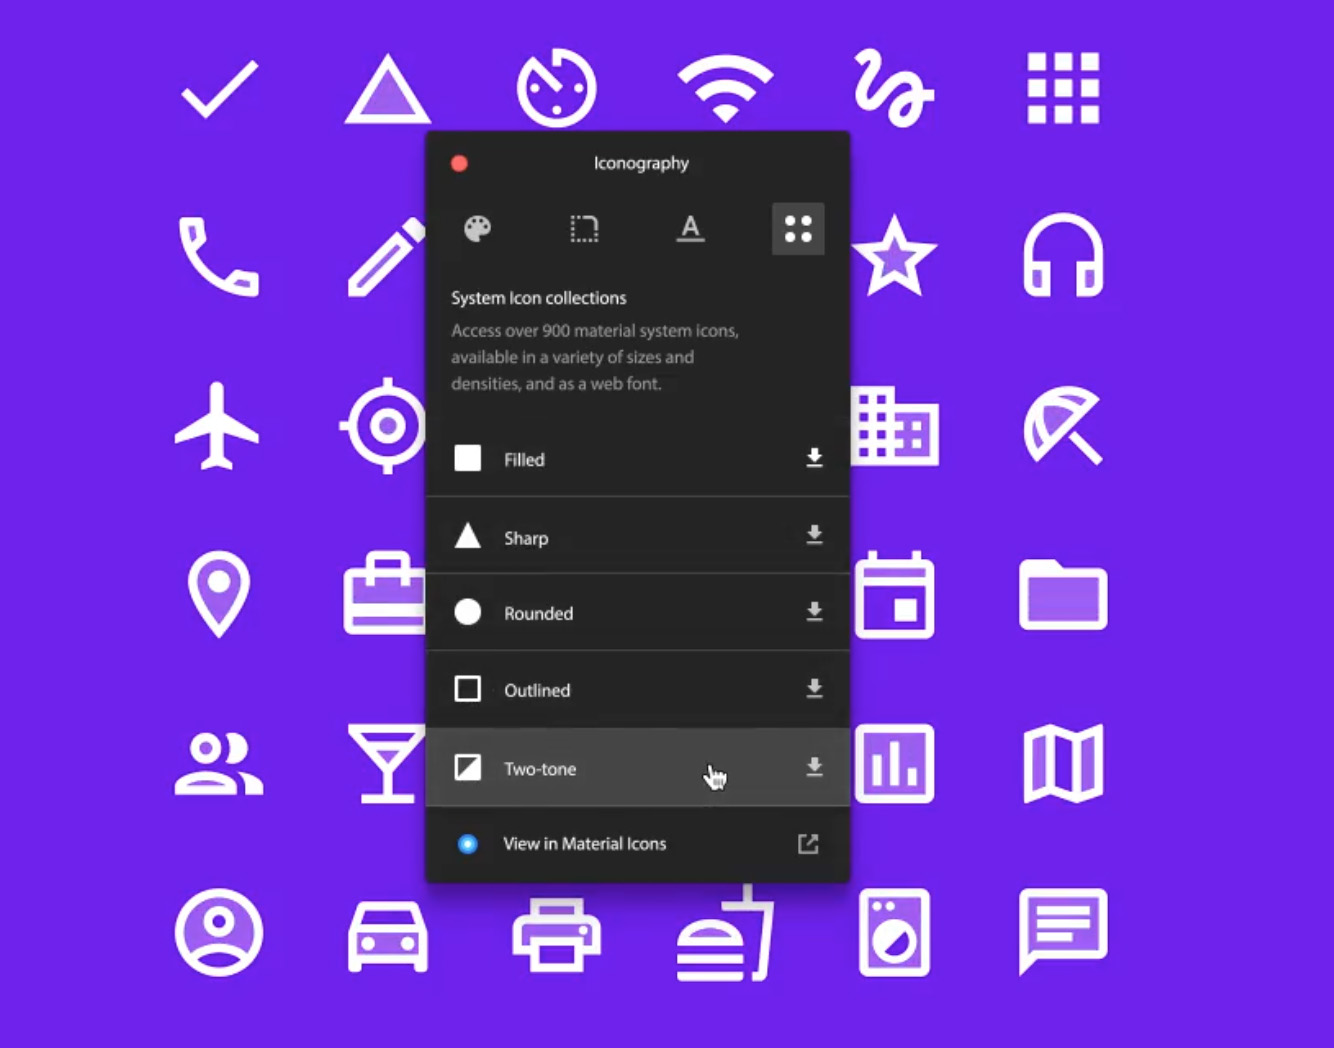 Iconography
A
System Icon collections
Access over 900 material system icons,
available in a variety of sizes and
densities, and as a web font.
Filled
Sharp
Rounded
Outlined
Two-tone
View in Material Icons